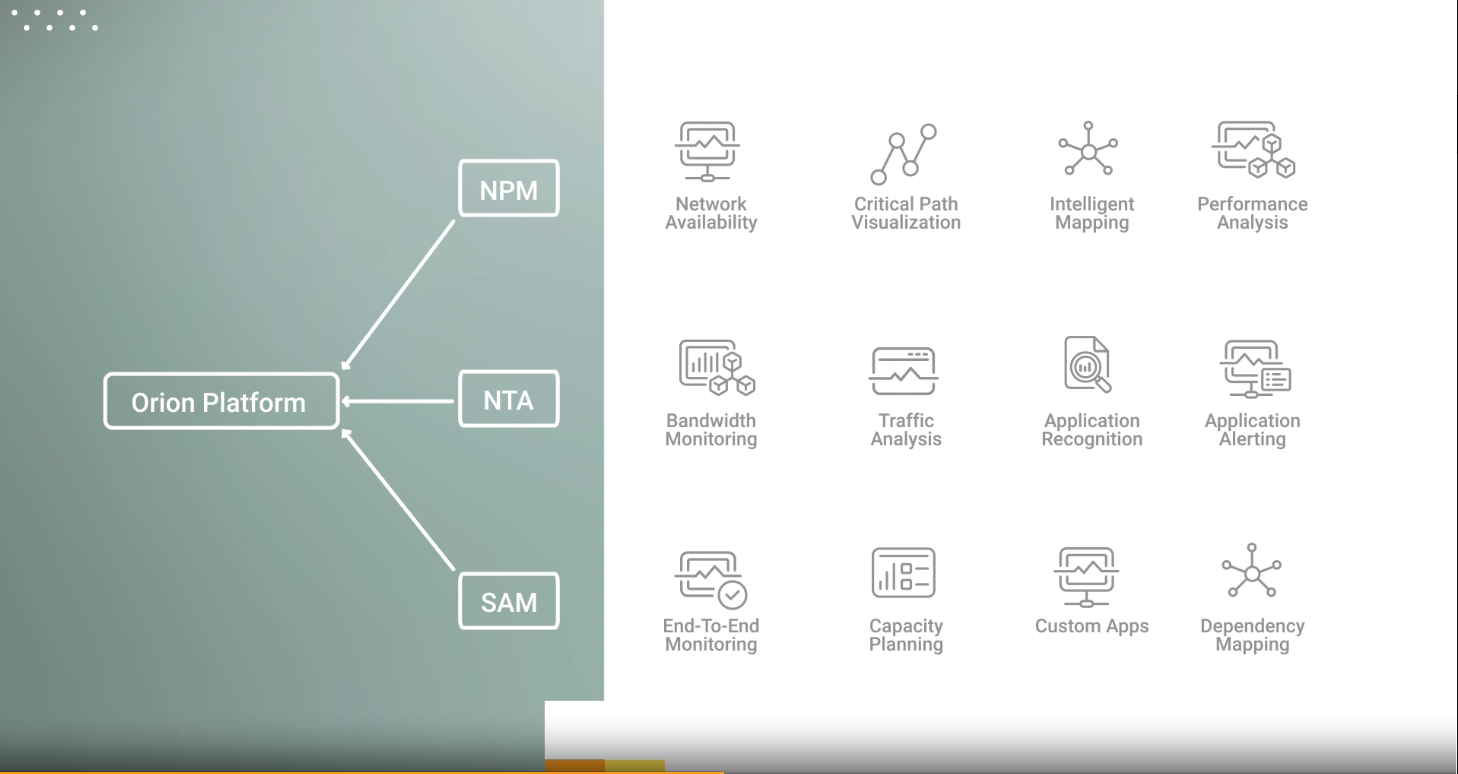 NPM
Network
Availability
Critical Path
Visualization
Intelligent
Mapping
Performance
Analysis
Orion Platform
NTA
Bandwidth
Monitoring
Traffic
Analysis
Application
Recognition
Application
Alerting
SAM
End-To-End
Monitoring
Capacity
Planning
Custom Apps
Dependency
Mapping